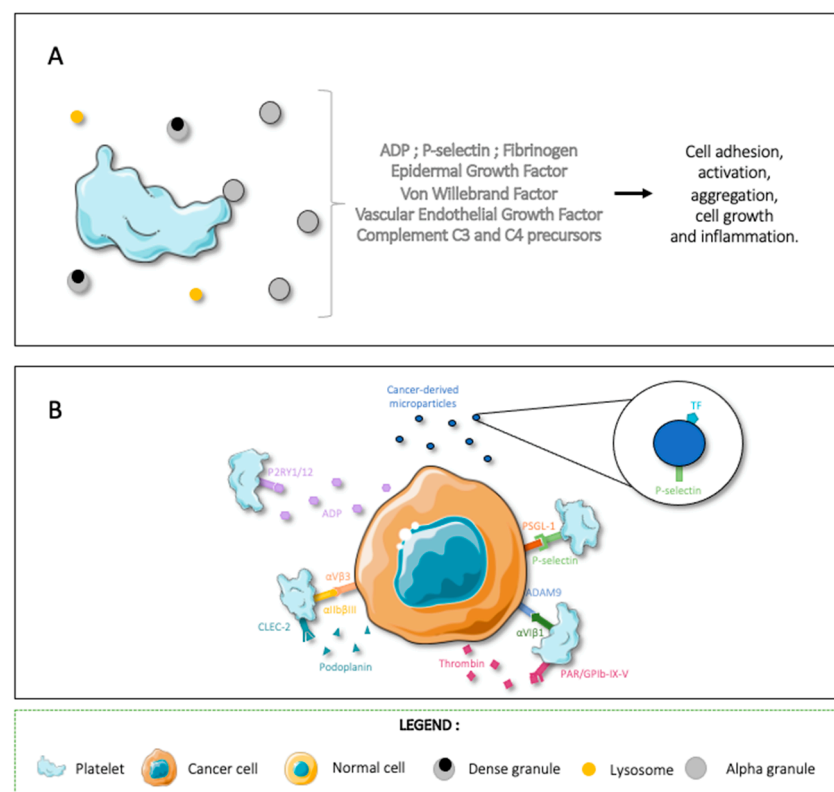 A
ADP ; P-selectin ; Fibrinogen
Epidermal Growth Factor
Von Willebrand Factor
Vascular Endothelial Growth Factor
Complement C3 and C4 precursors
Cell adhesion,
activation,
aggregation,
cell growth
and inflammation.
B
Cancer-derived
microparticles
TF
P-selectin
P2RY1/12
ADP
PSGL-1
P-selectin
αVβ3
αIIbβIII
CLEC-2
Podoplanin
ADAM9
αVIβ1
Thrombin
PAR/GPIb-IX-V
LEGEND :
Platelet
Cancer cell
Normal cell
Dense granule
Lysosome
Alpha granule